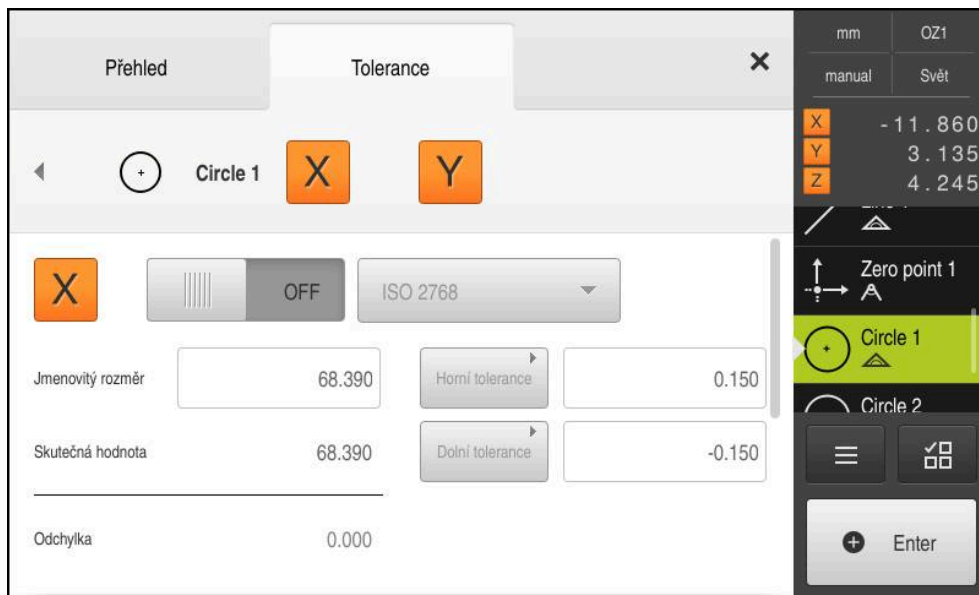 Přehled
Tolerance
Circle 1
X
Y
X
OFF
ISO 2768
Jmenovitý rozměr
68.390
Horní tolerance
0.150
Skutečná hodnota
68.390
Dolní tolerance
-0.150
Odchylka
0.000
mm
OZ1
manual
Svět
X
-11.860
Y
3.135
Z
4.245
Zero point 1
Circle 1
Circle 2
Enter